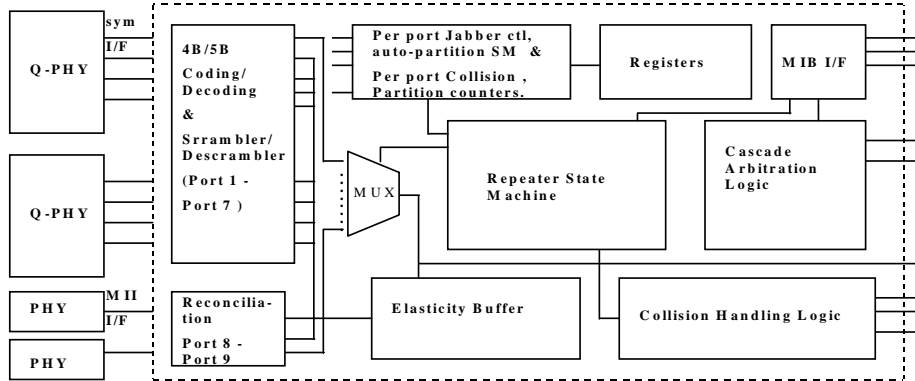 sym
I/F
Q-PHY
Q-PHY
PHY
MII
I/F
PHY
4B/5B
Coding/
Decoding
&
Srrambler/
Descrambler
(Port 1 -
Port 7 )
Reconcilia-
tion
Port 8 -
Port 9
MUX
Per port Jabber ctl,
auto-partition SM &
Per port Collision ,
Partition counters.
Registers
MIB I/F
Repeater State
Machine
Cascade
Arbitration
Logic
Elasticity Buffer
Collision Handling Logic